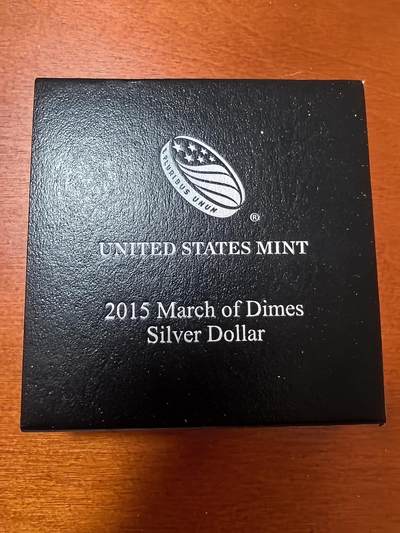 E PLURIBUS UNUM
®
UNITED STATES MINT
2015 March of Dimes
Silver Dollar